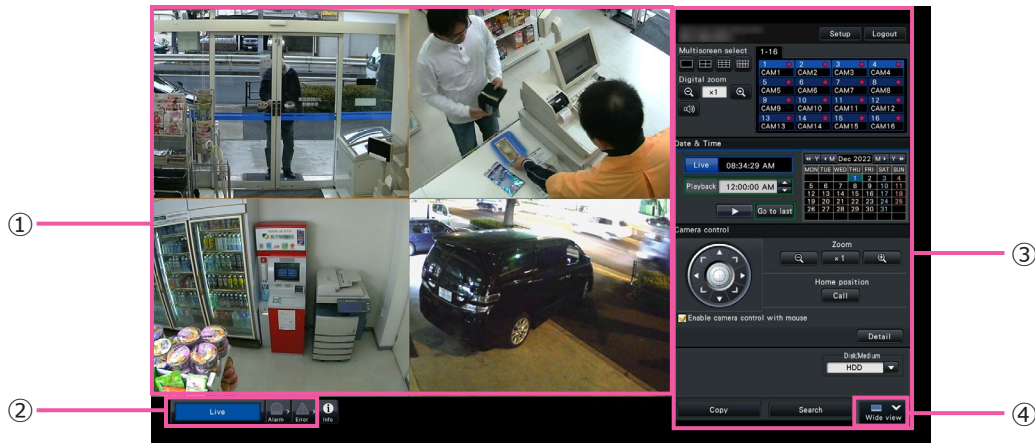 ①
②
③
④
Setup Logout
Multiscreen select 1-16
Digital zoom
×1
1 2 3 4
CAM1 CAM2 CAM3 CAM4
5 6 7 8
CAM5 CAM6 CAM7 CAM8
9 10 11 12
CAM9 CAM10 CAM11 CAM12
13 14 15 16
CAM13 CAM14 CAM15 CAM16
Date & Time
Live 08:34:29 AM
Playback 12:00:00 AM
Go to last
Y M Dec 2022 M Y
MON TUE WED THU FRI SAT SUN
1 2 3 4
5 6 7 8 9 10 11
12 13 14 15 16 17 18
19 20 21 22 23 24 25
26 27 28 29 30 31
Camera control
Zoom
×1
Home position
Call
Enable camera control with mouse
Detail
Disk/Medium
HDD
Copy Search Wide view
Live Alarm Error Info